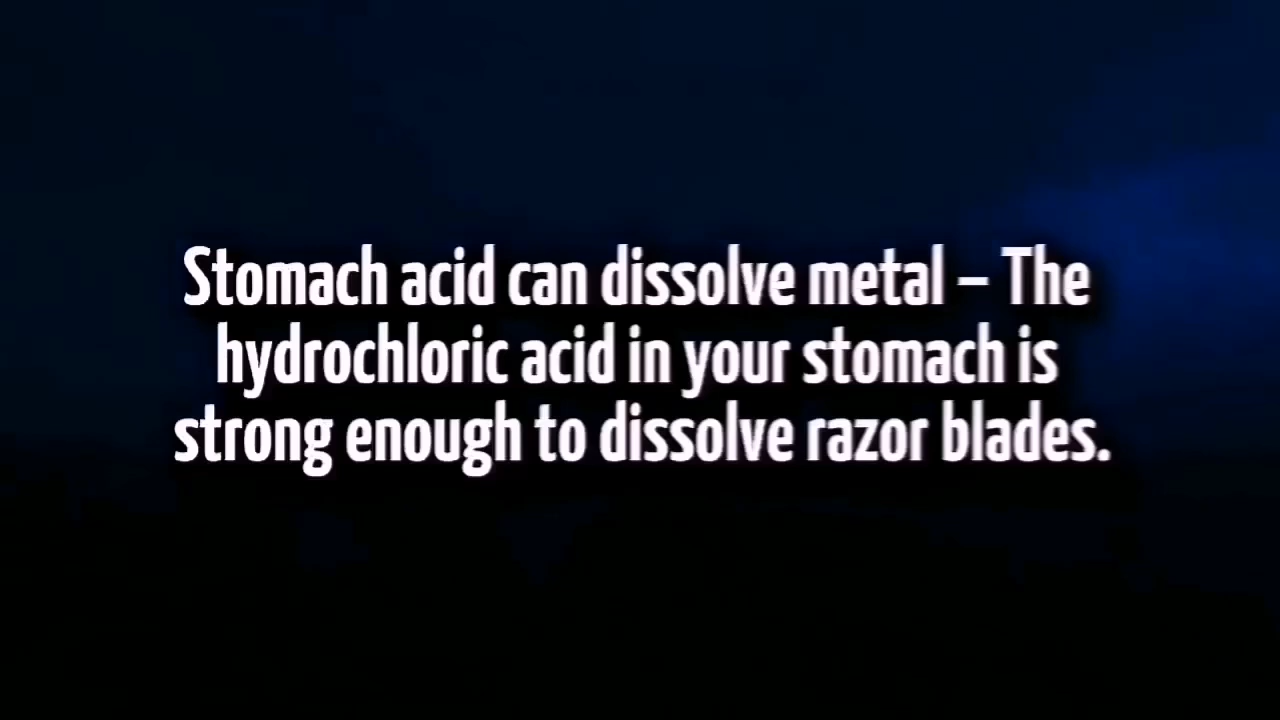 Stomach acid can dissolve metal – The
hydrochloric acid in your stomach is
strong enough to dissolve razor blades.